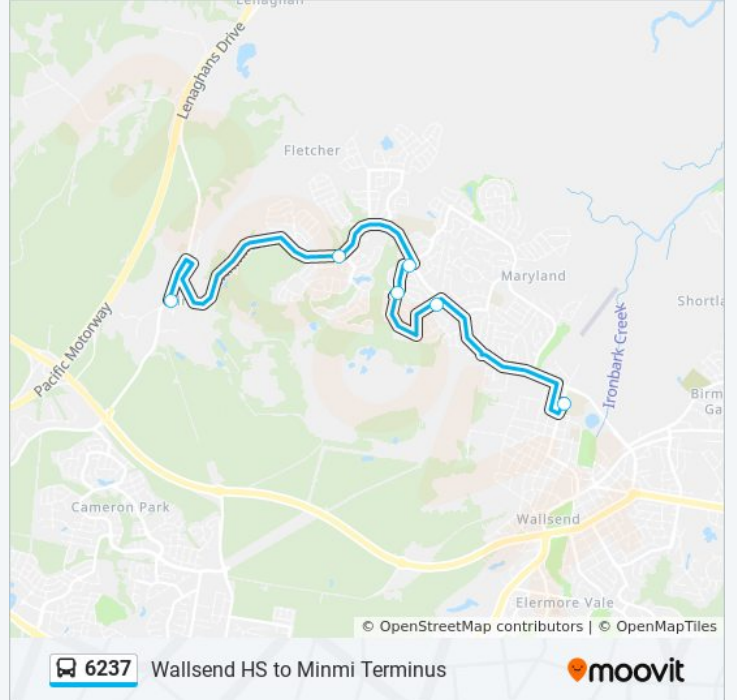 Lenaghan
Lenaghans Drive
Fletcher
Maryland
Shortla
Pacific Motorway
Ironbark Creek
Birm
Ga
Cameron Park
Wallsend
Elermore Vale
© OpenStreetMap contributors | © OpenMapTiles
6237 Wallsend HS to Minmi Terminus
moovit